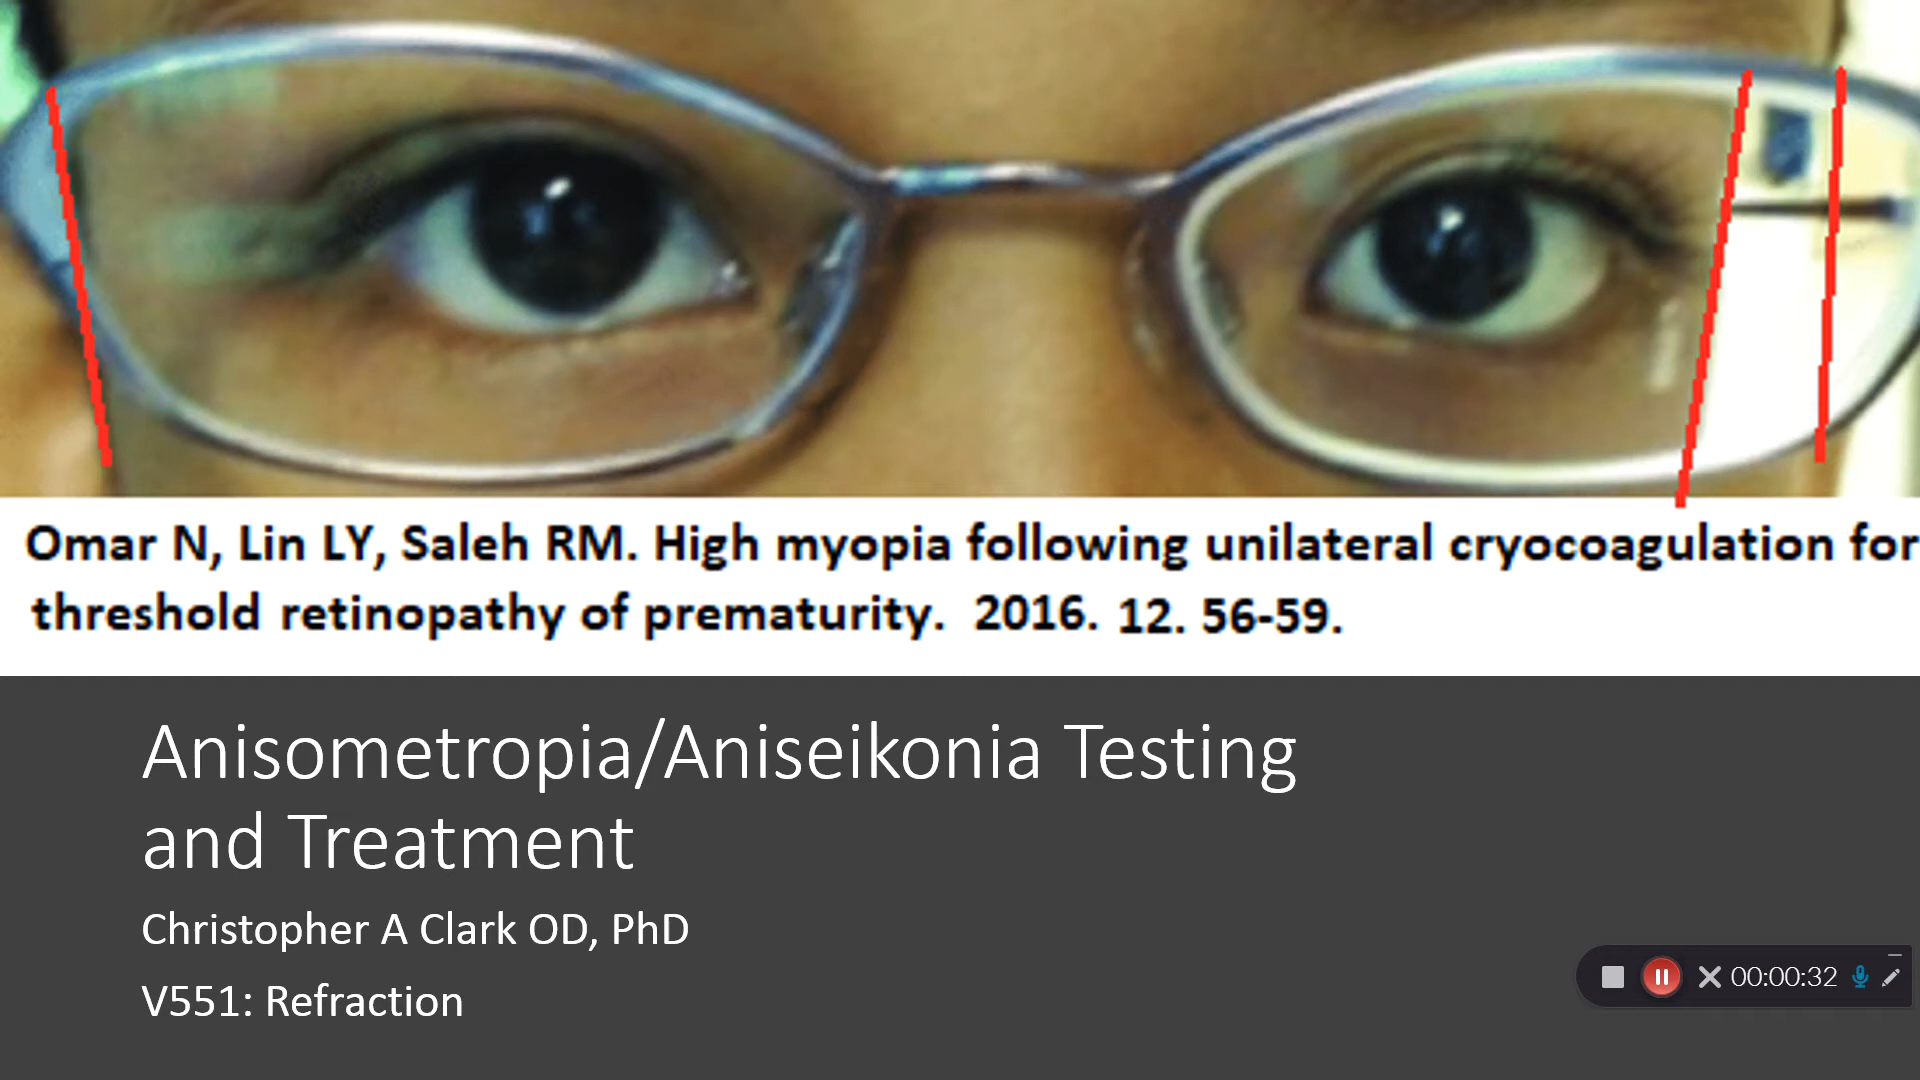 Omar N, Lin LY, Saleh RM. High myopia following unilateral cryocoagulation for
threshold retinopathy of prematurity. 2016. 12. 56-59.
Anisometropia/Aniseikonia Testing
and Treatment
Christopher A Clark OD, PhD
V551: Refraction
00:00:32